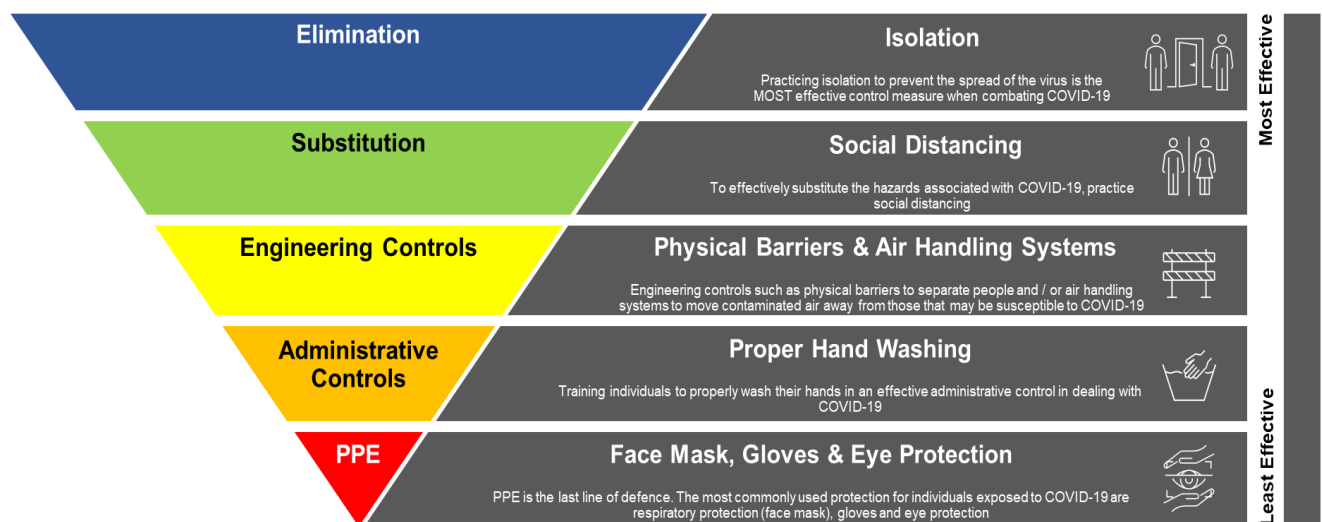 Elimination
Isolation
Practicing isolation to prevent the spread of the virus is the
MOST effective control measure when combating COVID-19
Substitution
Social Distancing
To effectively substitute the hazards associated with COVID-19, practice
social distancing
Engineering Controls
Physical Barriers & Air Handling Systems
Engineering controls such as physical barriers to separate people and / or air handling
systems to move contaminated air away from those that may be susceptible to COVID-19
Administrative
Controls
Proper Hand Washing
Training individuals to properly wash their hands in an effective administrative control in dealing with
COVID-19
PPE
Face Mask, Gloves & Eye Protection
PPE is the last line of defence. The most commonly used protection for individuals exposed to COVID-19 are
respiratory protection (face mask), gloves and eye protection
Most Effective
Least Effective